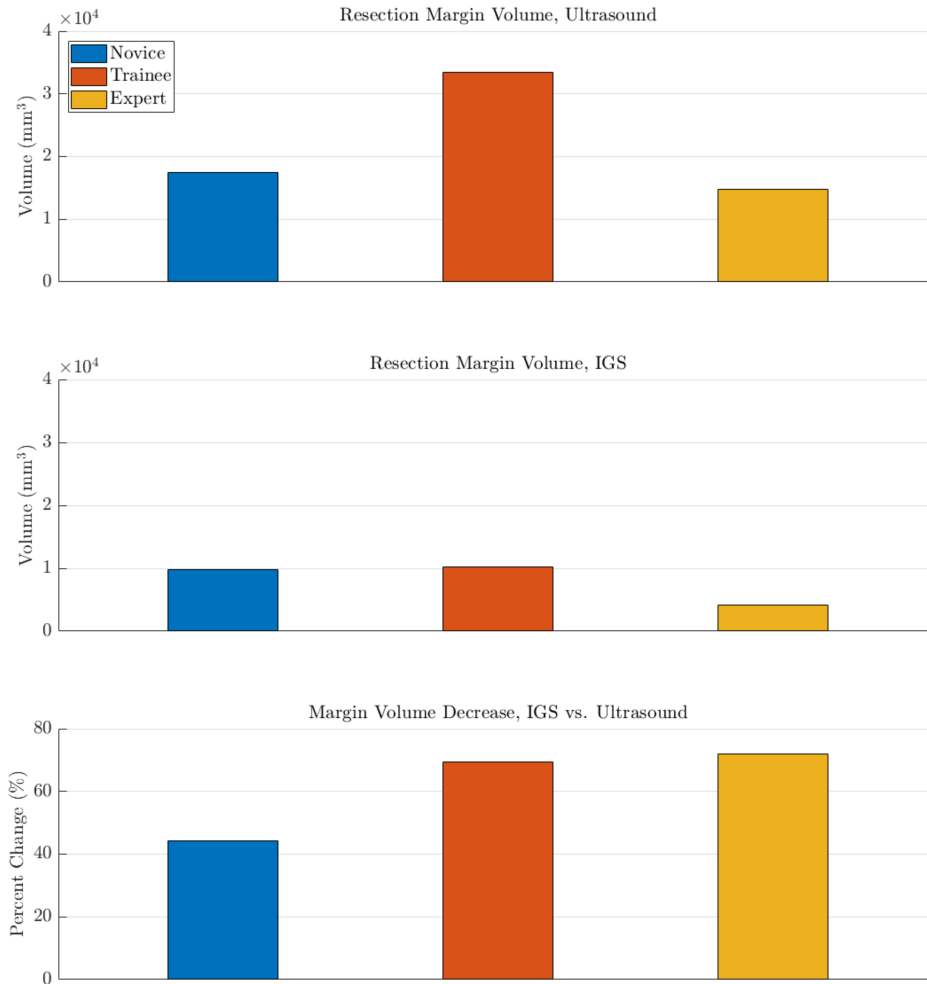 Resection Margin Volume, Ultrasound
×10⁴
4
3
2
1
0
Volume (mm³)
Novice
Trainee
Expert
Resection Margin Volume, IGS
×10⁴
4
3
2
1
0
Volume (mm³)
Margin Volume Decrease, IGS vs. Ultrasound
80
60
40
20
0
Percent Change (%)